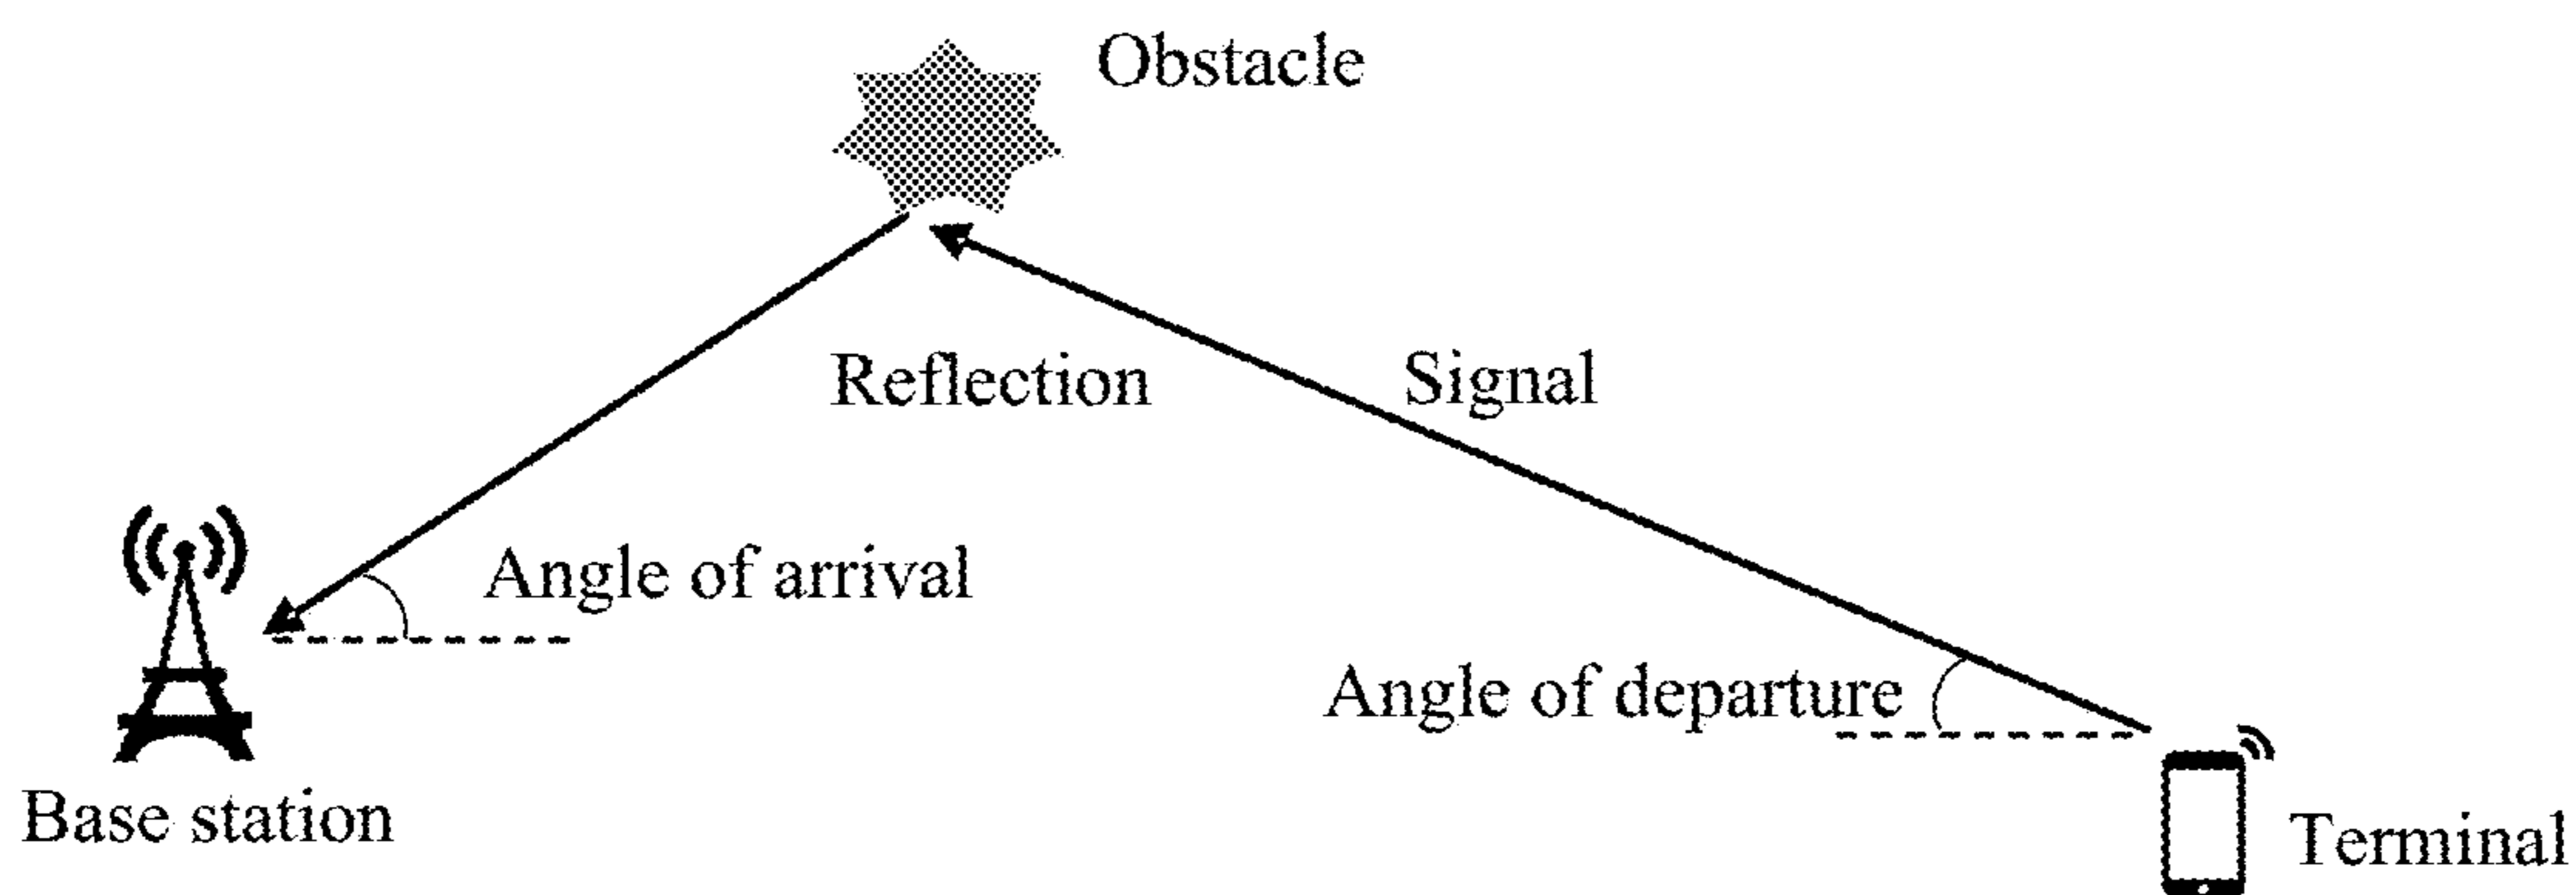 Obstacle
Reflection
Signal
Angle of arrival
Angle of departure
Base station
Terminal